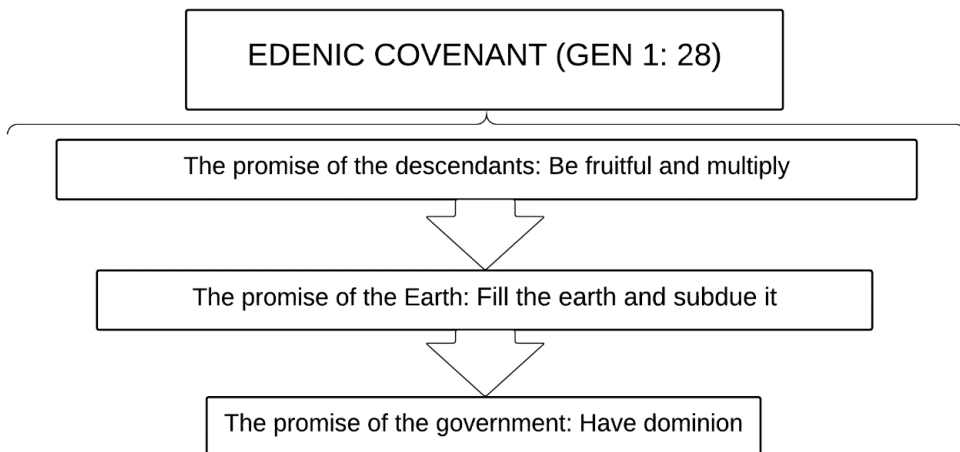 EDENIC COVENANT (GEN 1: 28)
The promise of the descendants: Be fruitful and multiply
The promise of the Earth: Fill the earth and subdue it
The promise of the government: Have dominion